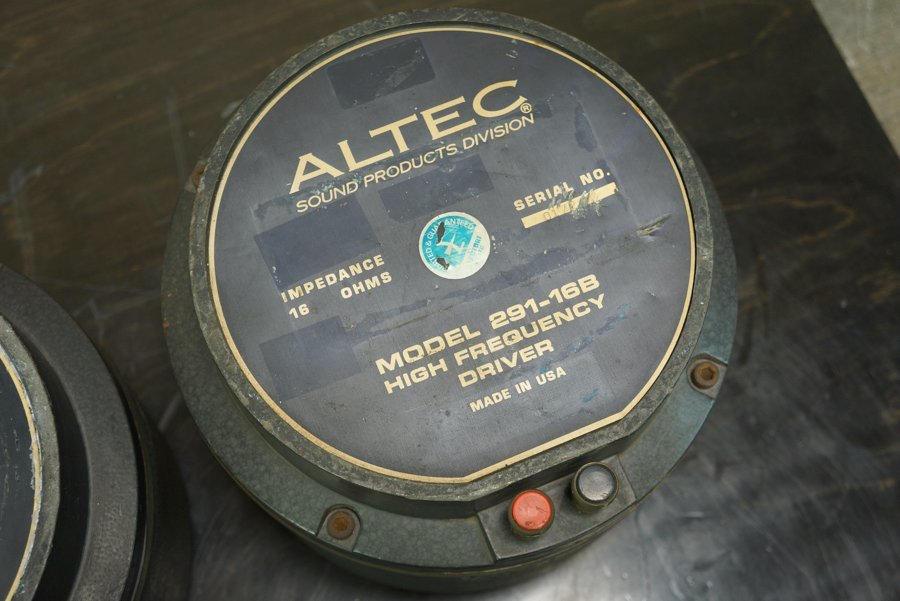 ALTEC®
SOUND PRODUCTS DIVISION
SERIAL NO.
IMPEDANCE
16 OHMS
MODEL 291-16B
HIGH FREQUENCY
DRIVER
MADE IN USA